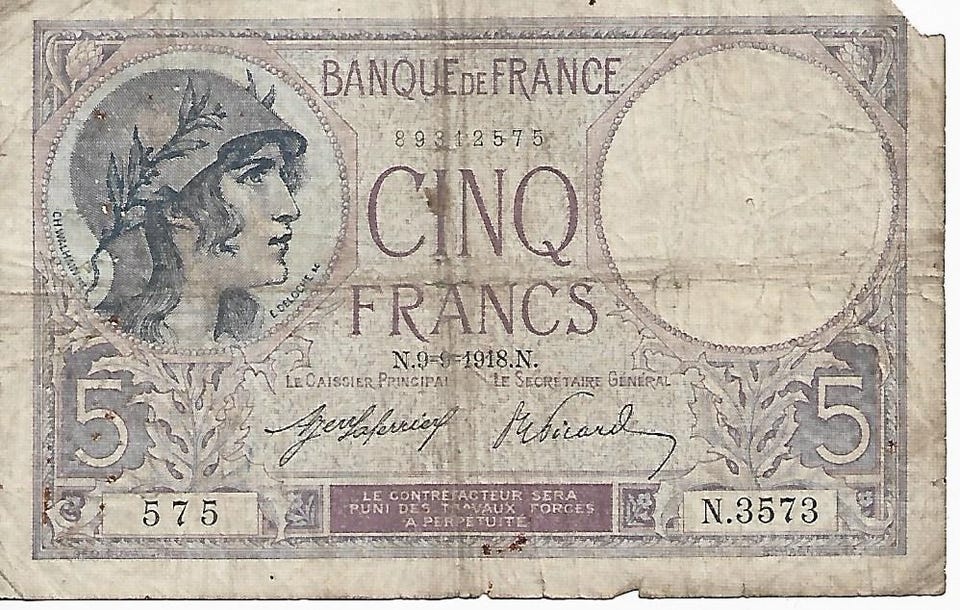 BANQUE DE FRANCE
89312575
CINQ
FRANCS
N.9=9=1918.N.
LE CAISSIER PRINCIPAL LE SECRÉTAIRE GÉNÉRAL
5 5
575
LE CONTREFACTEUR SERA
PUNI DES TRAVAUX FORCES
A PERPÉTUITÉ
N.3573